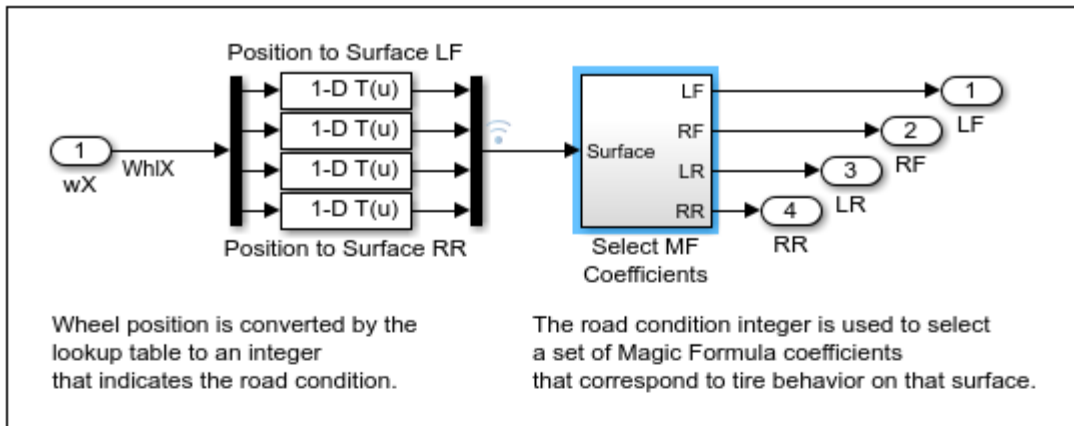 Position to Surface LF
1-D T(u)
1-D T(u)
1-D T(u)
1-D T(u)
Position to Surface RR
1
WhlX
wX
Surface
LF
RF
LR
RR
Select MF
Coefficients
1
LF
2
RF
3
LR
4
RR
Wheel position is converted by the
lookup table to an integer
that indicates the road condition.
The road condition integer is used to select
a set of Magic Formula coefficients
that correspond to tire behavior on that surface.